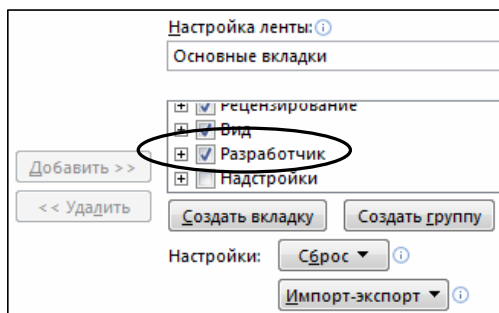 Настройка ленты:
Основные вкладки
Рецензирование
Вид
Разработчик
Надстройки
Добавить >>
<< Удалить
Создать вкладку Создать группу
Настройки: Сброс
Импорт-экспорт